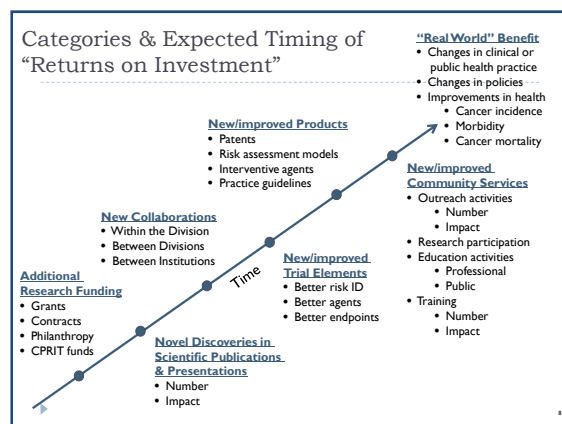 Categories & Expected Timing of
“Returns on Investment”
“Real World” Benefit
• Changes in clinical or
public health practice
• Changes in policies
• Improvements in health
• Cancer incidence
• Morbidity
• Cancer mortality
New/improved Products
• Patents
• Risk assessment models
• Interventive agents
• Practice guidelines
New/improved
Community Services
• Outreach activities
• Number
• Impact
• Research participation
• Education activities
• Professional
• Public
• Training
• Number
• Impact
New Collaborations
• Within the Division
• Between Divisions
• Between Institutions
Time
New/improved
Trial Elements
• Better risk ID
• Better agents
• Better endpoints
Additional
Research Funding
• Grants
• Contracts
• Philanthropy
• CPRIT funds
Novel Discoveries in
Scientific Publications
& Presentations
• Number
• Impact
8